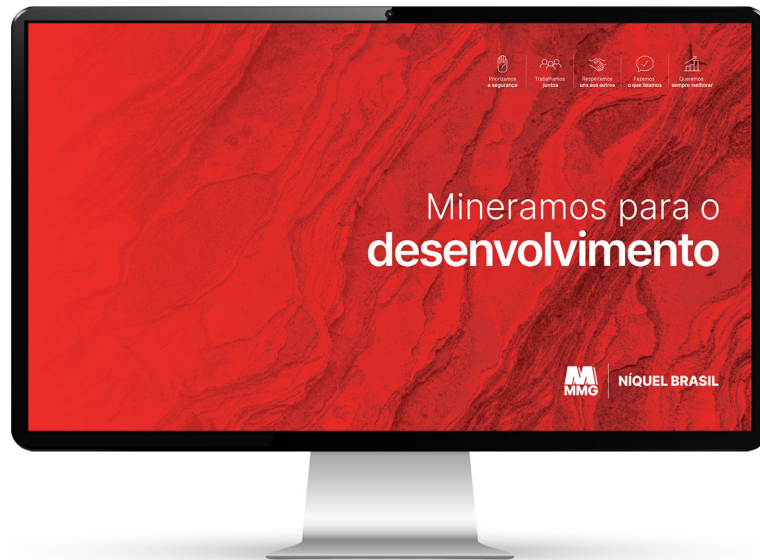 Priorizamos
a segurança
Trabalhamos
juntos
Respeitamos
uns aos outros
Fazemos
o que falamos
Queremos
sempre melhorar
Mineramos para o
desenvolvimento
MMG
NÍQUEL BRASIL